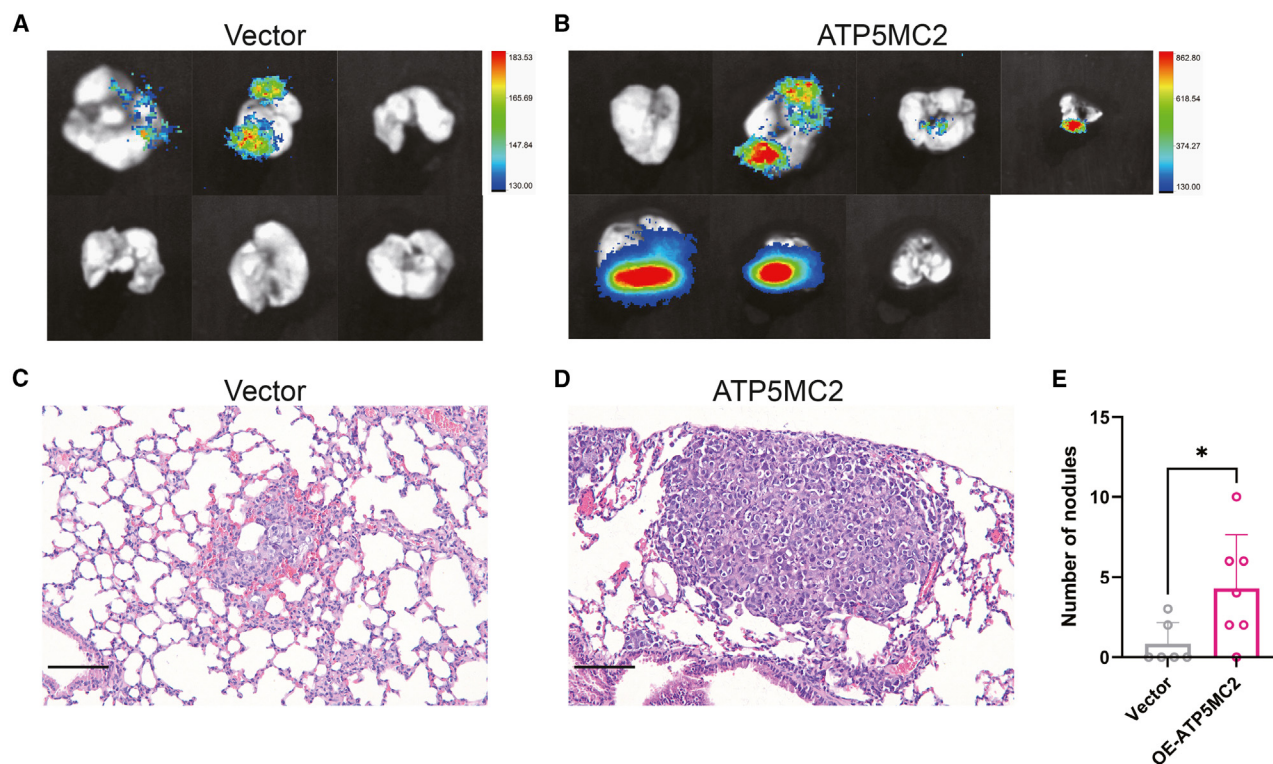 A
Vector
183.53
165.69
147.84
130.00
B
ATP5MC2
862.80
618.54
374.27
130.00
C
Vector
D
ATP5MC2
E
Number of nodules
15
10
5
0
*
Vector
OE-ATP5MC2